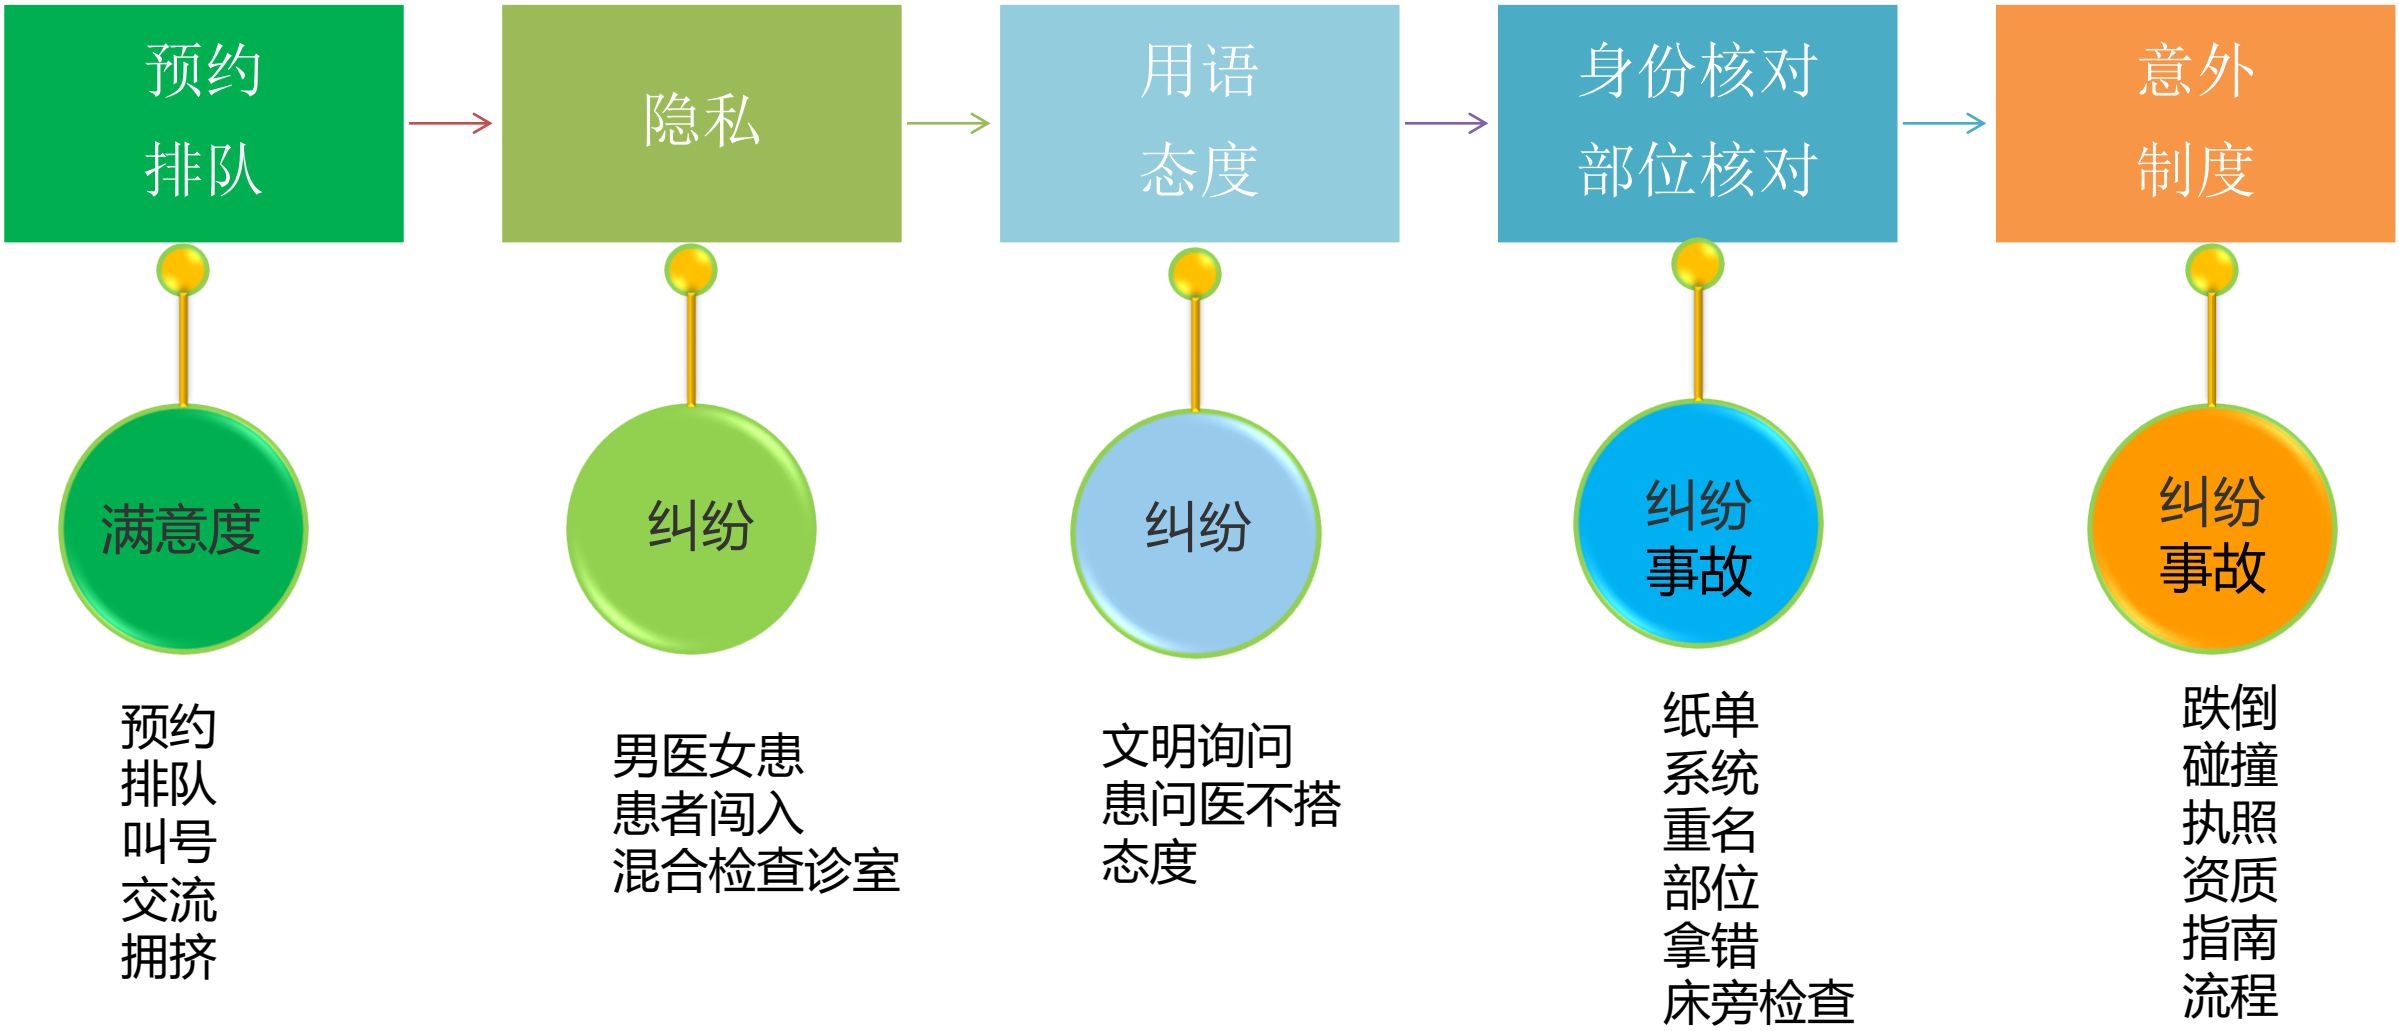 预约
排队
隐私
用语
态度
身份核对
部位核对
意外
制度
满意度
纠纷
纠纷
纠纷
事故
纠纷
事故
预约
排队
叫号
交流
拥挤
男医女患
患者闯入
混合检查诊室
文明询问
患问医不搭
态度
纸单
系统
重名
部位
拿错
床旁检查
跌倒
碰撞
执照
资质
指南
流程